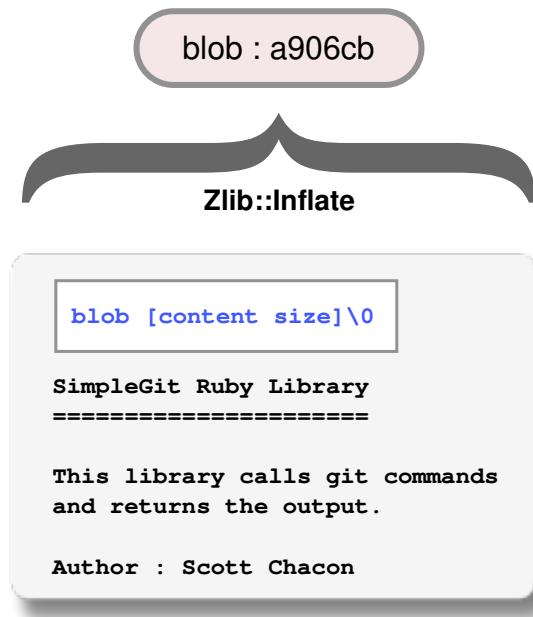 blob : a906cb
Zlib::Inflate
blob [content size]\0
SimpleGit Ruby Library
======================
This library calls git commands
and returns the output.
Author : Scott Chacon